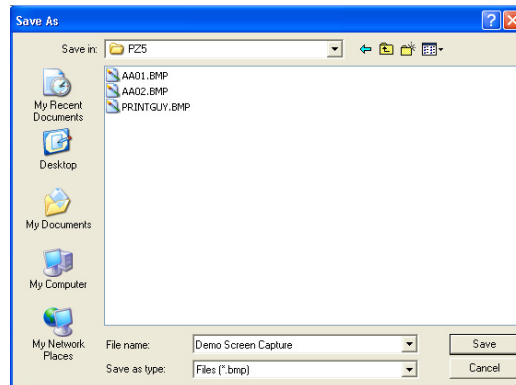 Save As
Save in:
PZ5
AA01.BMP
AA02.BMP
PRINTGUY.BMP
My Recent
Documents
Desktop
My Documents
My Computer
My Network
Places
File name:
Demo Screen Capture
Save
Save as type:
Files (*.bmp)
Cancel